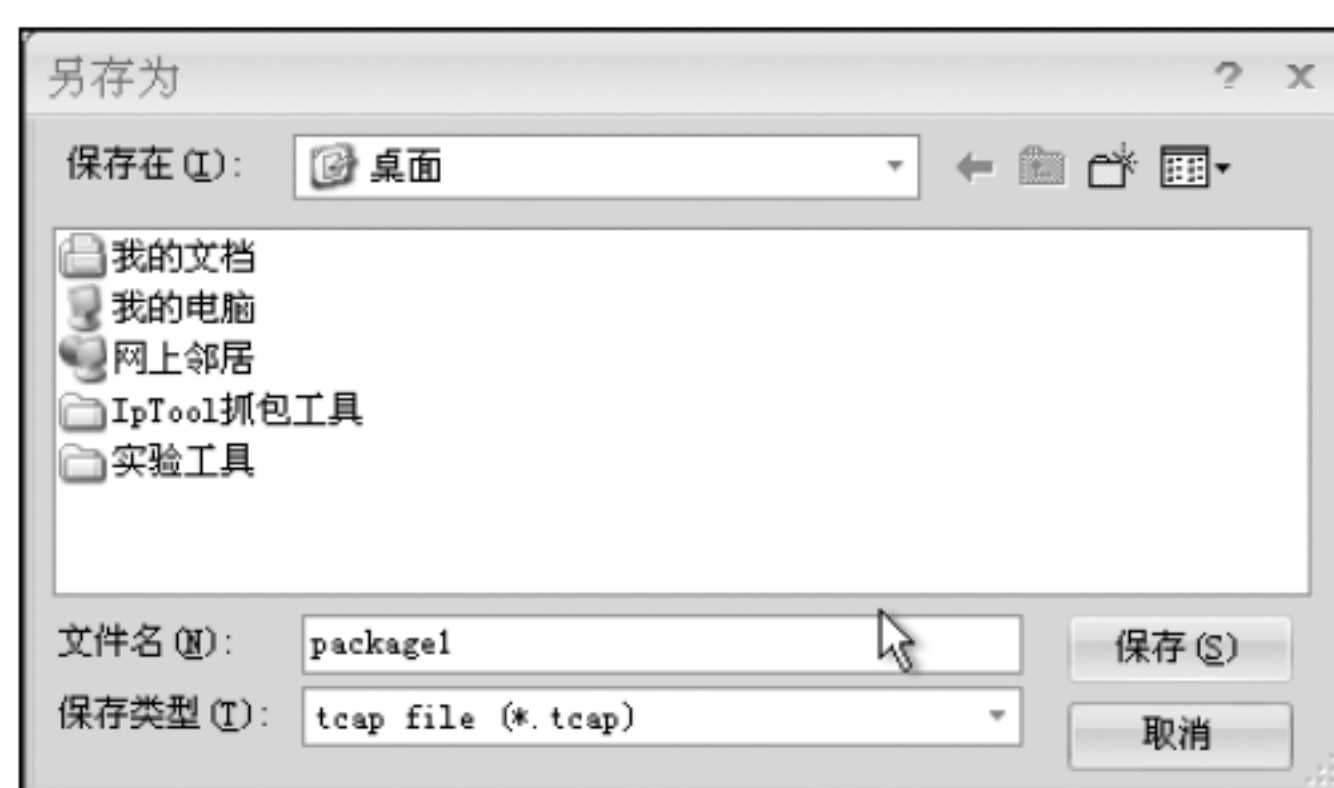 另存为
保存在(I): 桌面
我的文档
我的电脑
网上邻居
IpTool抓包工具
实验工具
文件名(N): package1 保存(S)
保存类型(T): tcap file (*.tcap) 取消